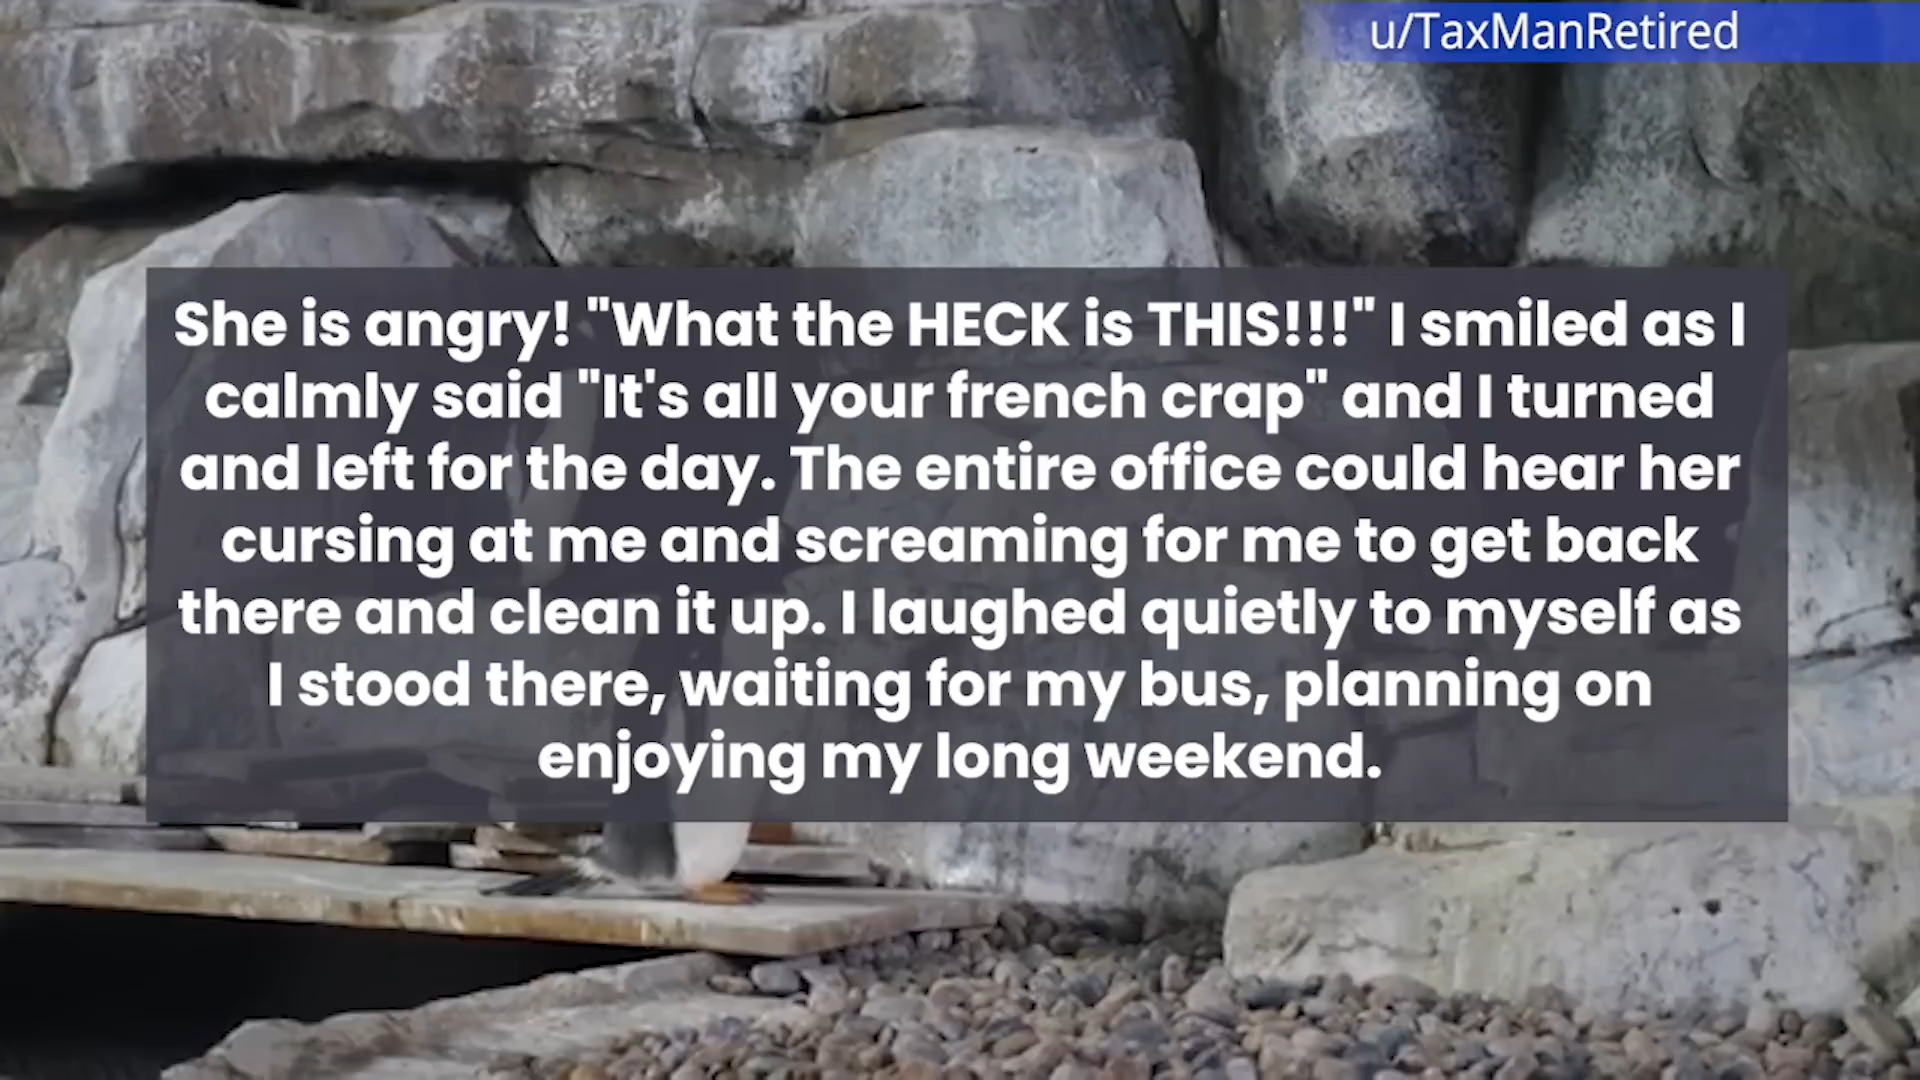 u/TaxManRetired
She is angry! "What the HECK is THIS!!!" I smiled as I
calmly said "It's all your french crap" and I turned
and left for the day. The entire office could hear her
cursing at me and screaming for me to get back
there and clean it up. I laughed quietly to myself as
I stood there, waiting for my bus, planning on
enjoying my long weekend.